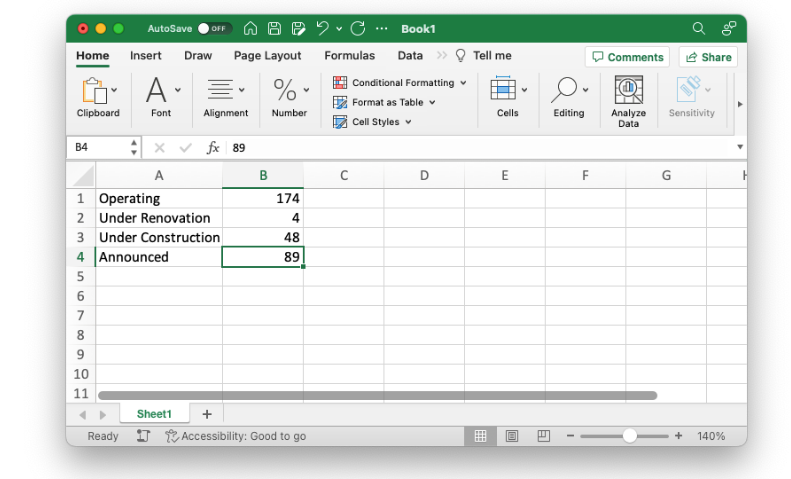 AutoSave OFF Book1
Home Insert Draw Page Layout Formulas Data >> Tell me Comments Share
Clipboard Font Alignment Number Conditional Formatting Format as Table Cell Styles Cells Editing Analyze Data Sensitivity
B4 fx 89
A B C D E F G H
1 Operating 174
2 Under Renovation 4
3 Under Construction 48
4 Announced 89
5
6
7
8
9
10
11
Sheet1 +
Ready Accessibility: Good to go − + 140%